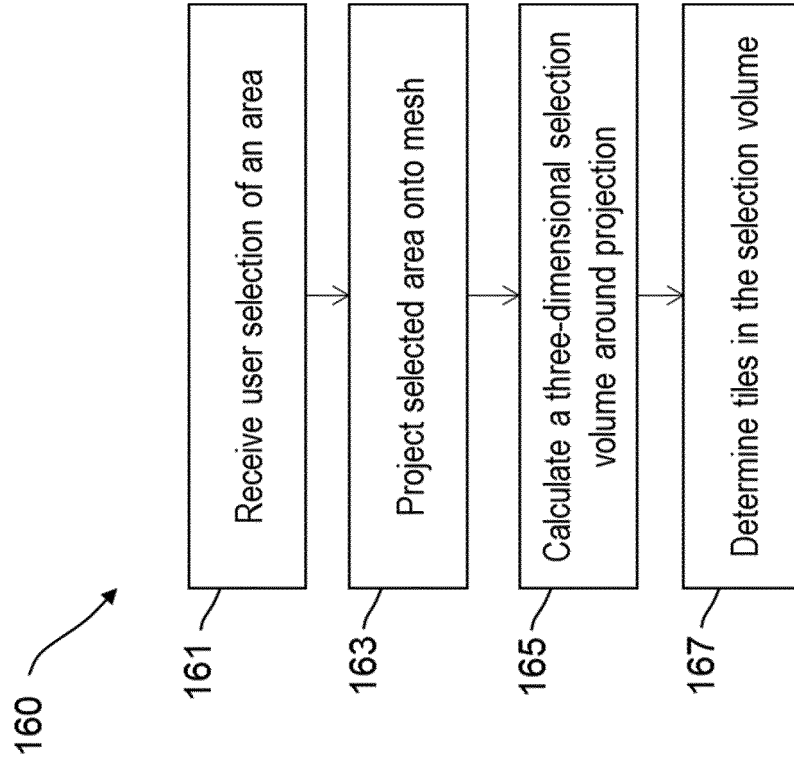 160
161
Receive user selection of an area
163
Project selected area onto mesh
165
Calculate a three-dimensional selection
volume around projection
167
Determine tiles in the selection volume